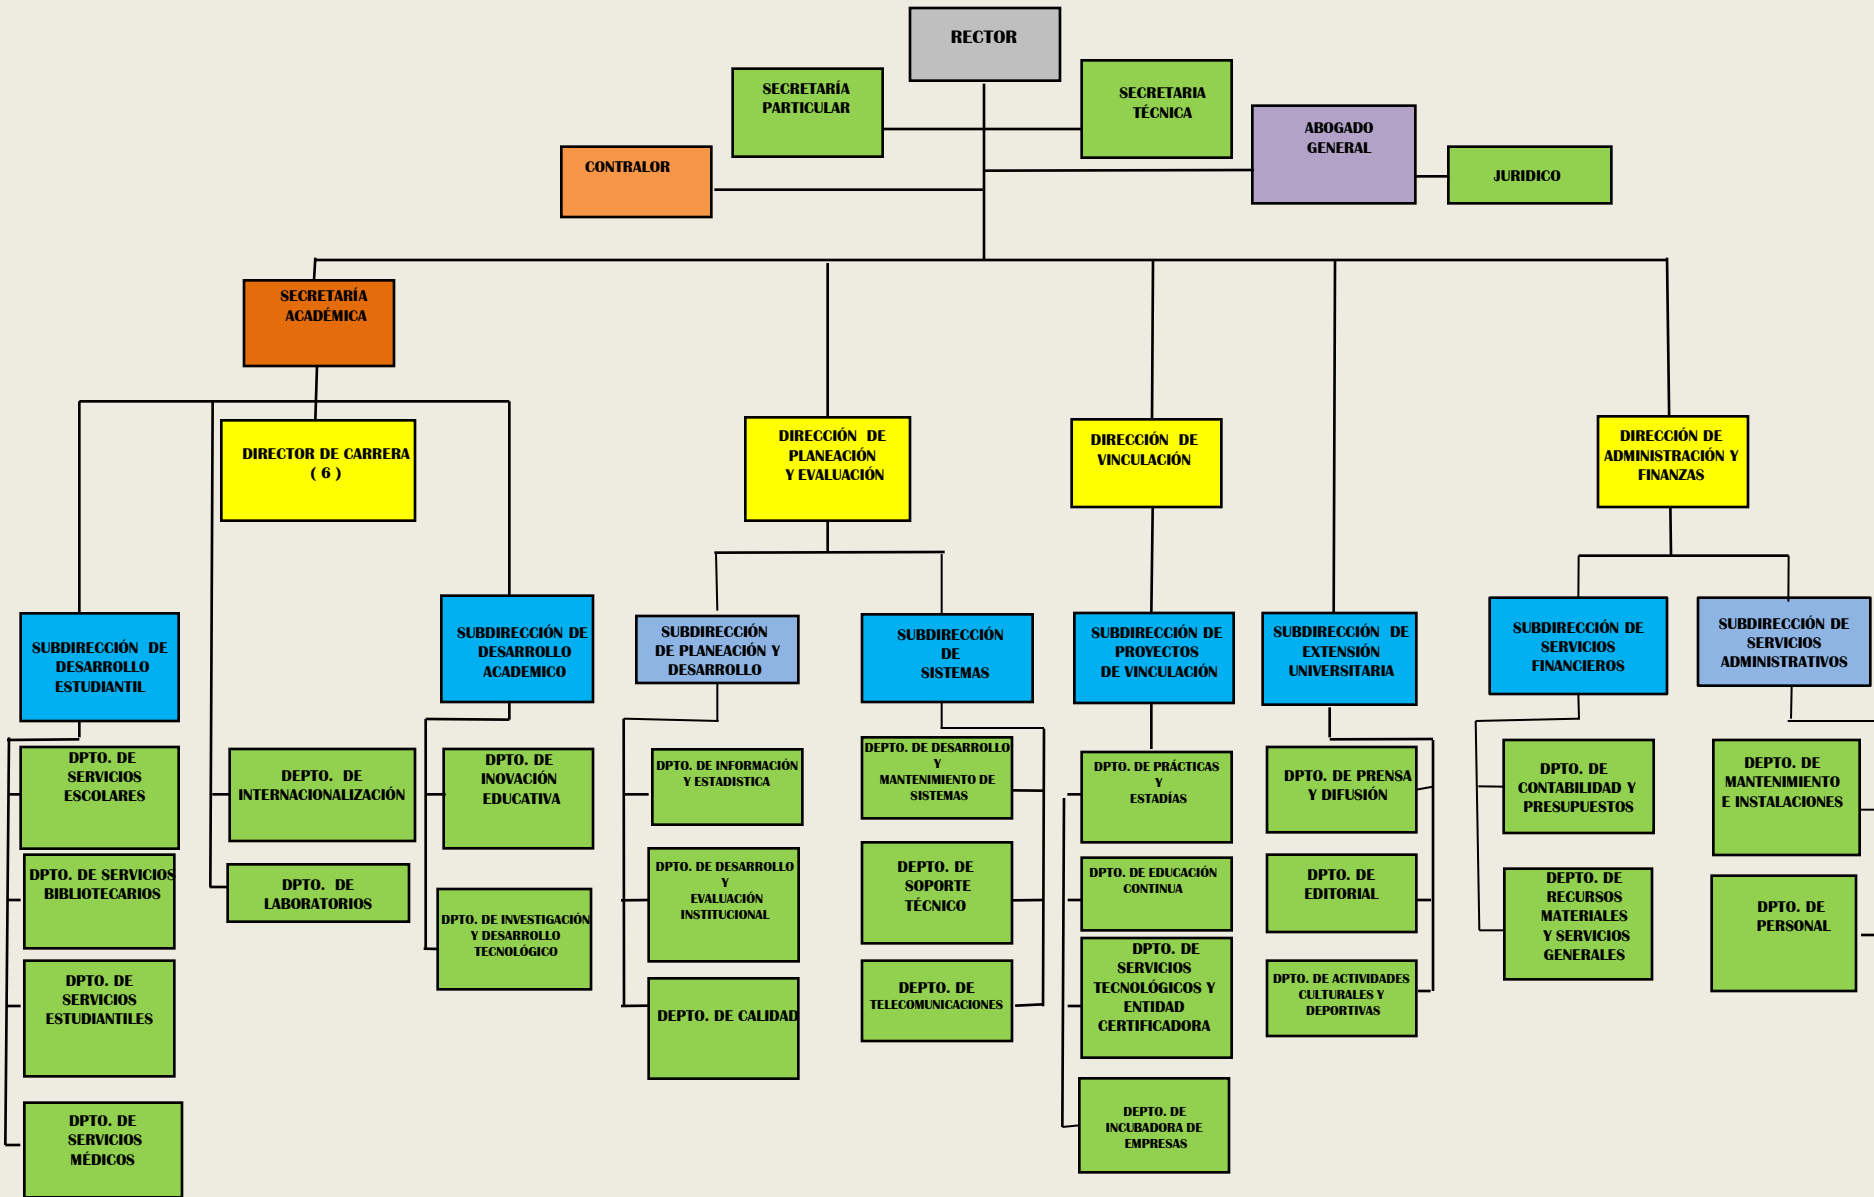 RECTOR
SECRETARÍA
PARTICULAR
SECRETARIA
TÉCNICA
ABOGADO
GENERAL
CONTRALOR
JURIDICO
SECRETARÍA
ACADÉMICA
DIRECTOR DE CARRERA
( 6 )
DIRECCIÓN DE
PLANEACIÓN
Y EVALUACIÓN
DIRECCIÓN DE
VINCULACIÓN
DIRECCIÓN DE
ADMINISTRACIÓN Y
FINANZAS
SUBDIRECCIÓN DE
DESARROLLO
ESTUDIANTIL
SUBDIRECCIÓN DE
DESARROLLO
ACADEMICO
SUBDIRECCIÓN
DE PLANEACIÓN Y
DESARROLLO
SUBDIRECCIÓN
DE
SISTEMAS
SUBDIRECCIÓN DE
PROYECTOS
DE VINCULACIÓN
SUBDIRECCIÓN DE
EXTENSIÓN
UNIVERSITARIA
SUBDIRECCIÓN DE
SERVICIOS
FINANCIEROS
SUBDIRECCIÓN DE
SERVICIOS
ADMINISTRATIVOS
DPTO. DE
SERVICIOS
ESCOLARES
DEPTO. DE
INTERNACIONALIZACIÓN
DPTO. DE
INOVACIÓN
EDUCATIVA
DPTO. DE INFORMACIÓN
Y ESTADISTICA
DEPTO. DE DESARROLLO
Y
MANTENIMIENTO DE
SISTEMAS
DPTO. DE PRÁCTICAS
Y
ESTADÍAS
DPTO. DE PRENSA
Y DIFUSIÓN
DPTO. DE
CONTABILIDAD Y
PRESUPUESTOS
DEPTO. DE
MANTENIMIENTO
E INSTALACIONES
DPTO. DE SERVICIOS
BIBLIOTECARIOS
DPTO. DE
LABORATORIOS
DPTO. DE INVESTIGACIÓN
Y DESARROLLO
TECNOLÓGICO
DPTO. DE DESARROLLO
Y
EVALUACIÓN
INSTITUCIONAL
DEPTO. DE
SOPORTE
TÉCNICO
DPTO. DE EDUCACIÓN
CONTINUA
DPTO. DE
EDITORIAL
DEPTO. DE
RECURSOS
MATERIALES
Y SERVICIOS
GENERALES
DPTO. DE
PERSONAL
DPTO. DE
SERVICIOS
ESTUDIANTILES
DEPTO. DE CALIDAD
DEPTO. DE
TELECOMUNICACIONES
DPTO. DE
SERVICIOS
TECNOLÓGICOS Y
ENTIDAD
CERTIFICADORA
DPTO. DE ACTIVIDADES
CULTURALES Y
DEPORTIVAS
DPTO. DE
SERVICIOS
MÉDICOS
DEPTO. DE
INCUBADORA DE
EMPRESAS